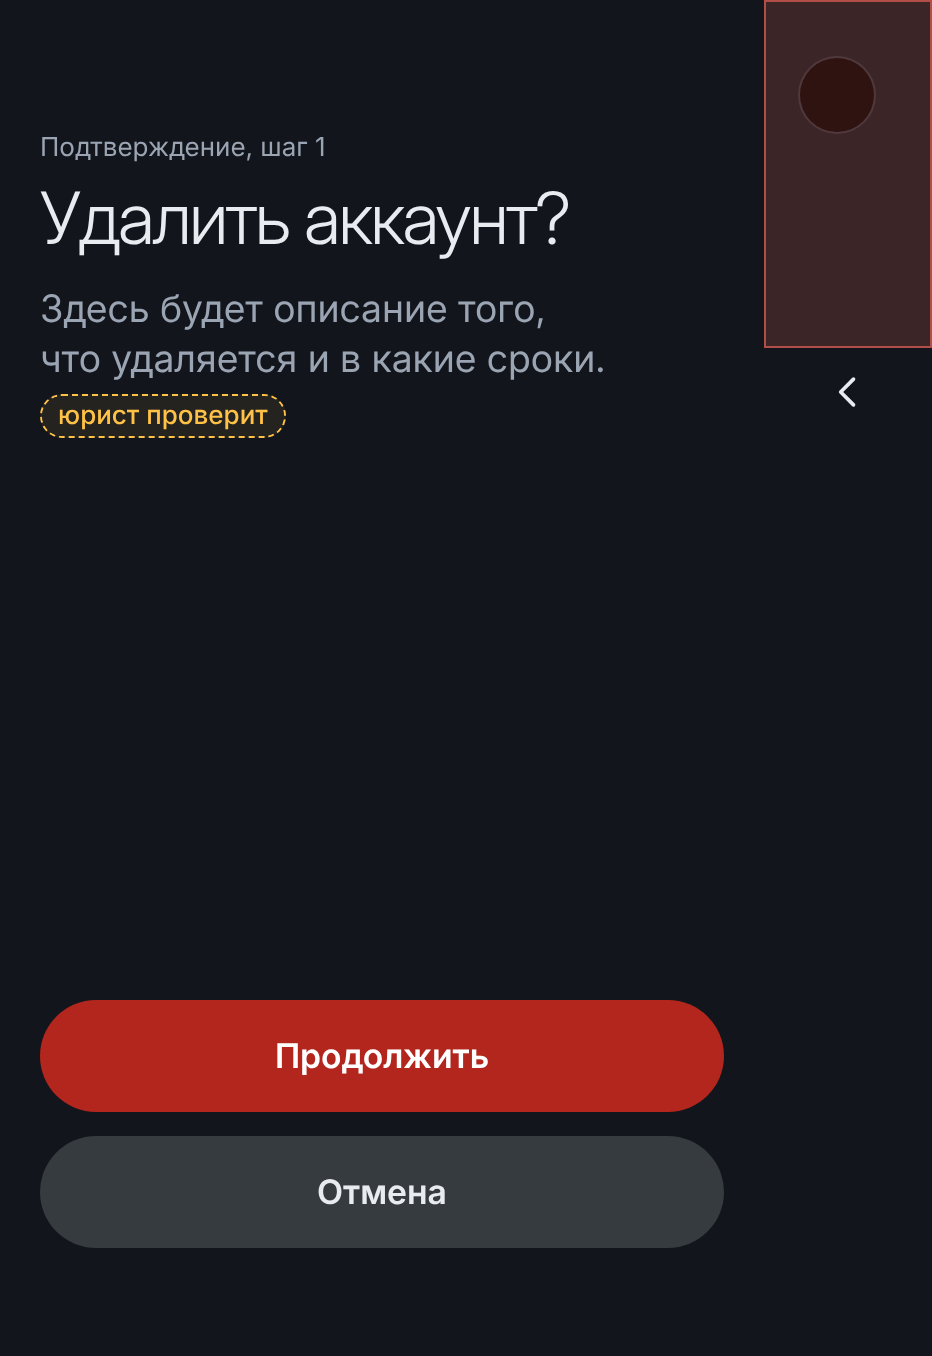 Подтверждение, шаг 1
Удалить аккаунт?
Здесь будет описание того,
что удаляется и в какие сроки.
юрист проверит
Продолжить
Отмена